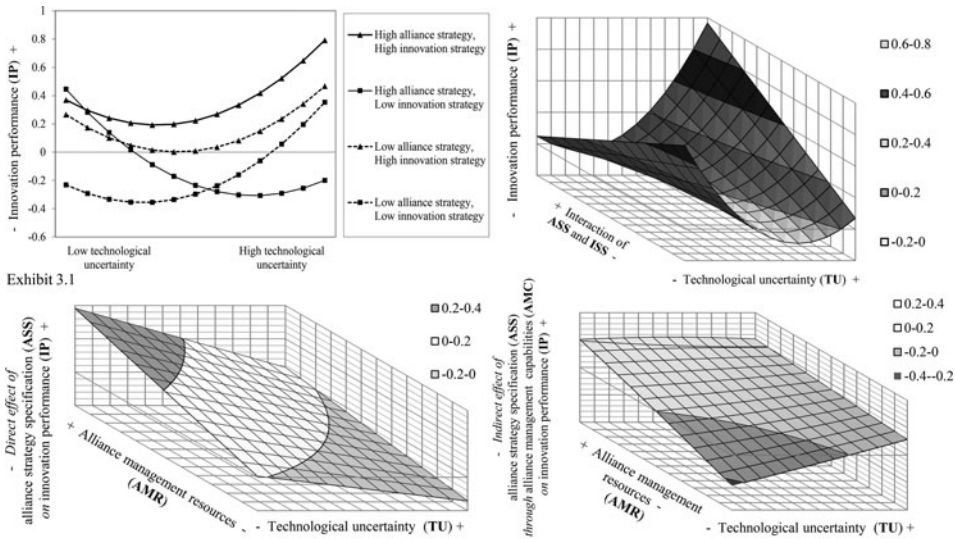 1
0.8
0.6
0.4
0.2
0
-0.2
-0.4
-0.6
- Innovation performance (IP) +
Low technological
uncertainty
High technological
uncertainty
High alliance strategy,
High innovation strategy
High alliance strategy,
Low innovation strategy
Low alliance strategy,
High innovation strategy
Low alliance strategy,
Low innovation strategy
Exhibit 3.1
- Innovation performance (IP) +
+ Interaction of
ASS and ISS -
- Technological uncertainty (TU) +
0.6-0.8
0.4-0.6
0.2-0.4
0-0.2
-0.2-0
- Direct effect of
alliance strategy specification (ASS)
on innovation performance (IP) +
+ Alliance management resources -
(AMR)
- Technological uncertainty (TU) +
0.2-0.4
0-0.2
-0.2-0
- Indirect effect of
alliance strategy specification (ASS)
through alliance management capabilities (AMC)
on innovation performance (IP) +
+ Alliance management
resources -
(AMR)
- Technological uncertainty (TU) +
0.2-0.4
0-0.2
-0.2-0
-0.4--0.2